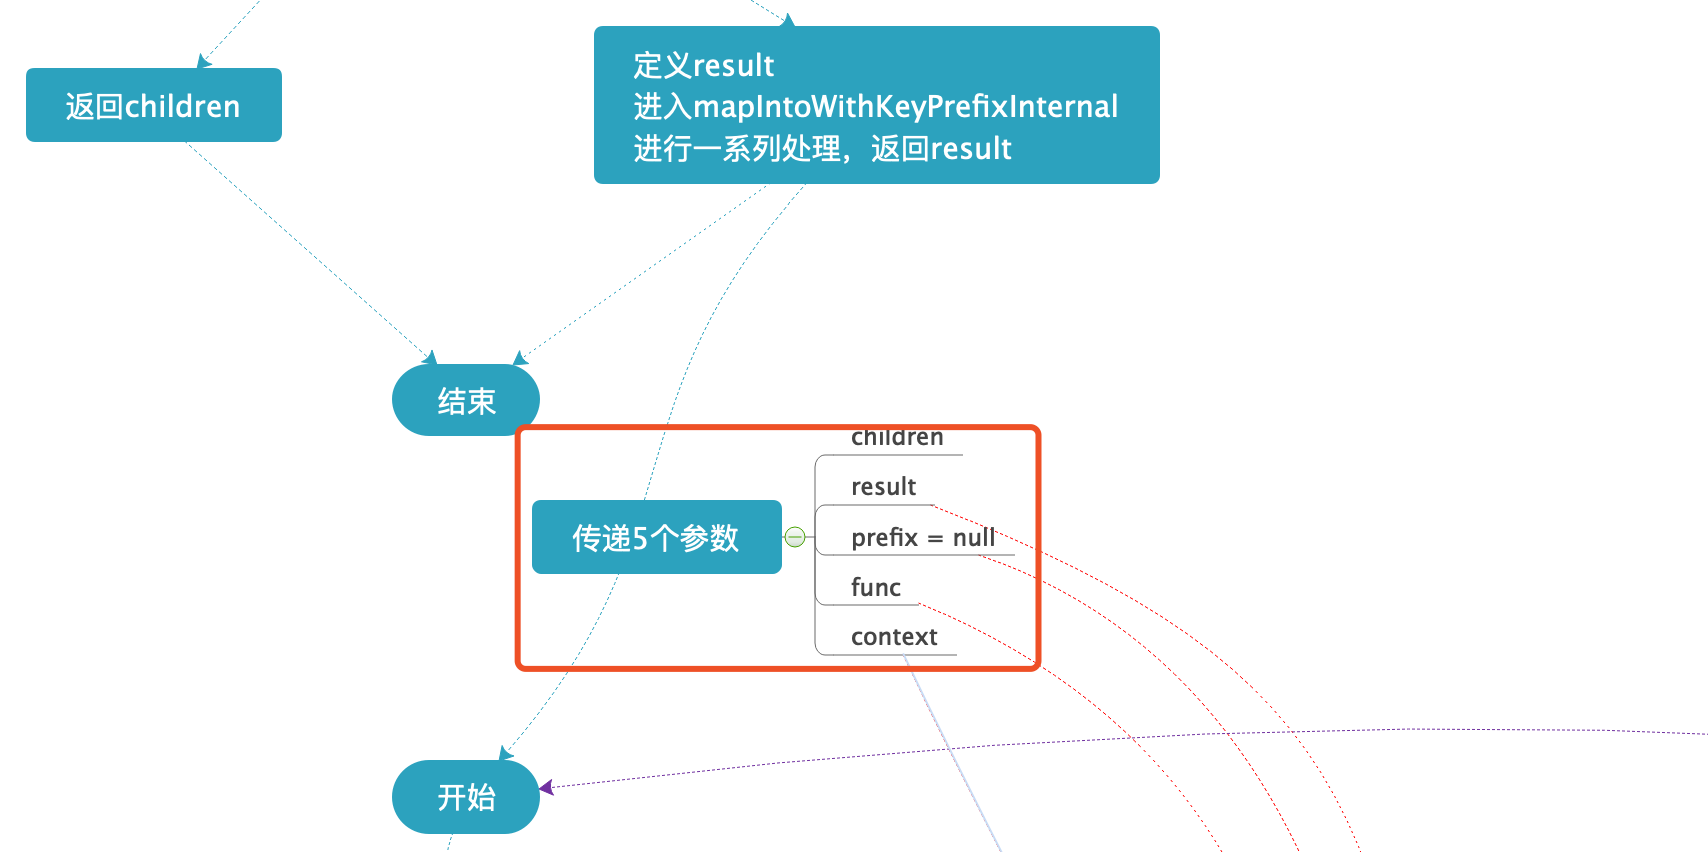 返回children
定义result
进入mapIntoWithKeyPrefixInternal
进行一系列处理，返回result
结束
传递5个参数
children
result
prefix = null
func
context
开始